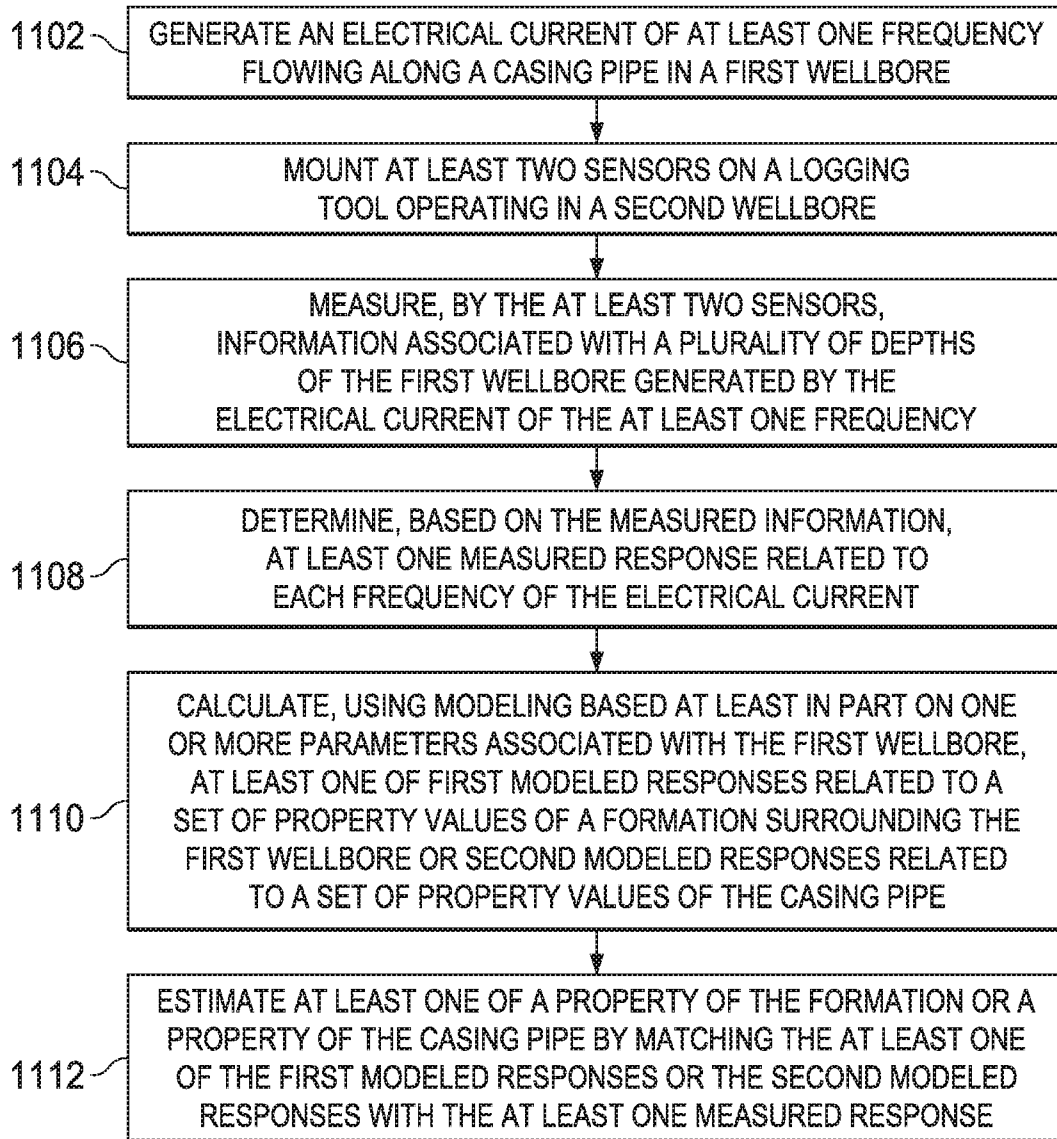 1102
GENERATE AN ELECTRICAL CURRENT OF AT LEAST ONE FREQUENCY
FLOWING ALONG A CASING PIPE IN A FIRST WELLBORE
1104
MOUNT AT LEAST TWO SENSORS ON A LOGGING
TOOL OPERATING IN A SECOND WELLBORE
1106
MEASURE, BY THE AT LEAST TWO SENSORS,
INFORMATION ASSOCIATED WITH A PLURALITY OF DEPTHS
OF THE FIRST WELLBORE GENERATED BY THE
ELECTRICAL CURRENT OF THE AT LEAST ONE FREQUENCY
1108
DETERMINE, BASED ON THE MEASURED INFORMATION,
AT LEAST ONE MEASURED RESPONSE RELATED TO
EACH FREQUENCY OF THE ELECTRICAL CURRENT
1110
CALCULATE, USING MODELING BASED AT LEAST IN PART ON ONE
OR MORE PARAMETERS ASSOCIATED WITH THE FIRST WELLBORE,
AT LEAST ONE OF FIRST MODELED RESPONSES RELATED TO A
SET OF PROPERTY VALUES OF A FORMATION SURROUNDING THE
FIRST WELLBORE OR SECOND MODELED RESPONSES RELATED
TO A SET OF PROPERTY VALUES OF THE CASING PIPE
1112
ESTIMATE AT LEAST ONE OF A PROPERTY OF THE FORMATION OR A
PROPERTY OF THE CASING PIPE BY MATCHING THE AT LEAST ONE
OF THE FIRST MODELED RESPONSES OR THE SECOND MODELED
RESPONSES WITH THE AT LEAST ONE MEASURED RESPONSE